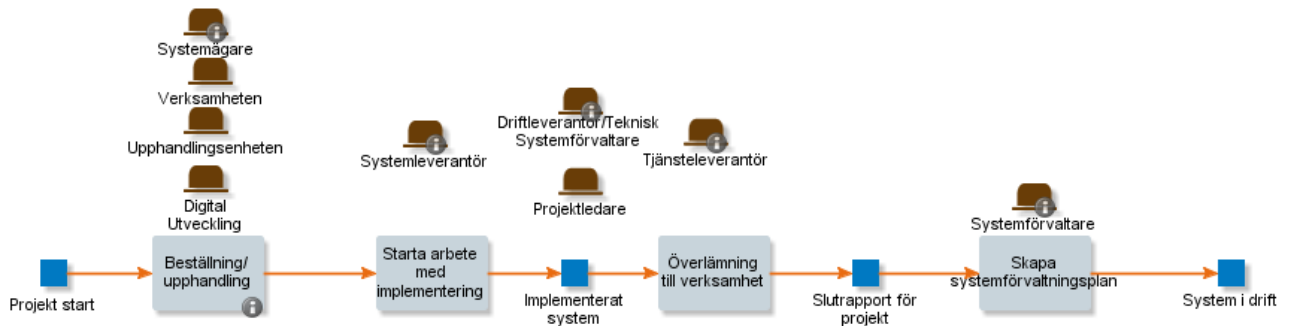 Systemägare
Verksamheten
Upphandlingsenheten
Digital
Utveckling
Systemleverantör
Driftleverantör/Teknisk
Systemförvaltare
Projektledare
Tjänsteleverantör
Systemförvaltare
Projekt start
Beställning/
upphandling
Starta arbete
med
implementering
Implementerat
system
Överlämning
till verksamhet
Slutrapport för
projekt
Skapa
systemförvaltningsplan
System i drift